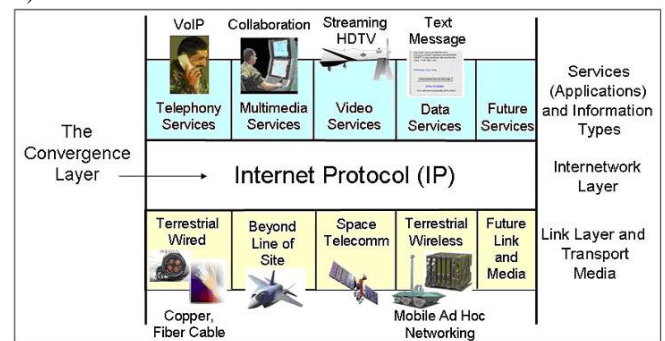 VoIP
Collaboration
Streaming
HDTV
Text
Message
Telephony
Services
Multimedia
Services
Video
Services
Data
Services
Future
Services
Services
(Applications)
and Information
Types
The
Convergence
Layer
Internet Protocol (IP)
Internetwork
Layer
Terrestrial
Wired
Beyond
Line of
Site
Space
Telecomm
Terrestrial
Wireless
Future
Link
and
Media
Link Layer and
Transport
Media
Copper,
Fiber Cable
Mobile Ad Hoc
Networking